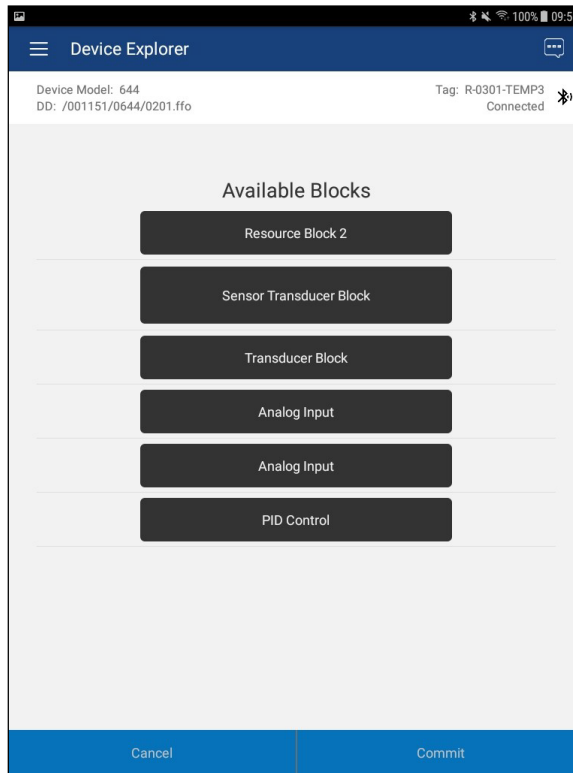 100% 09:5
Device Explorer
Device Model: 644
Tag: R-0301-TEMP3
DD: /001151/0644/0201.ffo
Connected
Available Blocks
Resource Block 2
Sensor Transducer Block
Transducer Block
Analog Input
Analog Input
PID Control
Cancel
Commit